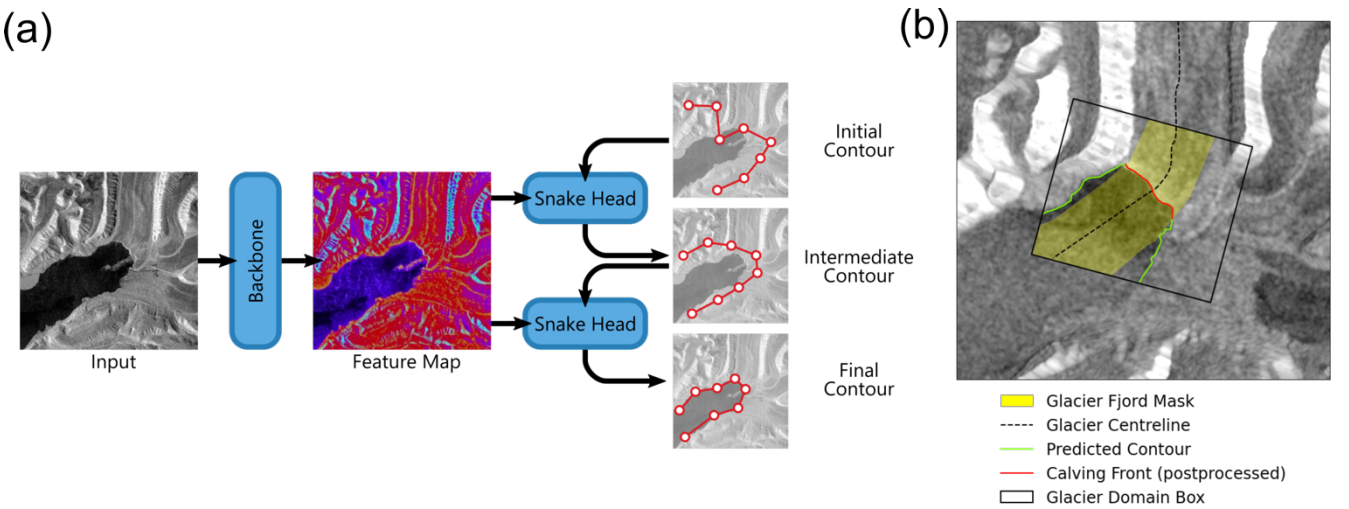 (a)
Input
Backbone
Feature Map
Snake Head
Snake Head
Initial
Contour
Intermediate
Contour
Final
Contour
(b)
Glacier Fjord Mask
Glacier Centreline
Predicted Contour
Calving Front (postprocessed)
Glacier Domain Box